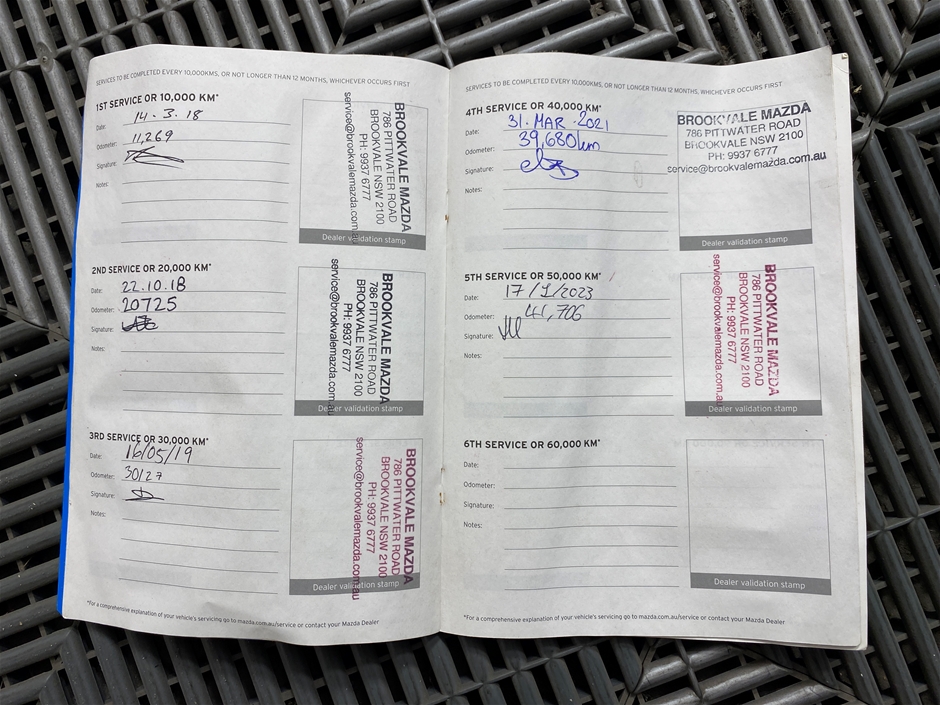 SERVICES TO BE COMPLETED EVERY 10,000KMS, OR NOT LONGER THAN 12 MONTHS, WHICHEVER OCCURS FIRST
1ST SERVICE OR 10,000 KM*
Date: 14.3.18
Odometer: 11,269
Signature:
Notes:
BROOKVALE MAZDA
786 PITTWATER ROAD
BROOKVALE NSW 2100
PH: 9937 6777
service@brookvalemazda.com.au
Dealer validation stamp
2ND SERVICE OR 20,000 KM*
Date: 22.10.18
Odometer: 20725
Signature:
Notes:
BROOKVALE MAZDA
786 PITTWATER ROAD
BROOKVALE NSW 2100
PH: 9937 6777
service@brookvalemazda.com.au
Dealer validation stamp
3RD SERVICE OR 30,000 KM*
Date: 16/05/19
Odometer: 30127
Signature:
Notes:
BROOKVALE MAZDA
786 PITTWATER ROAD
BROOKVALE NSW 2100
PH: 9937 6777
service@brookvalemazda.com.au
Dealer validation stamp
*For a comprehensive explanation of your vehicle's servicing go to mazda.com.au/service or contact your Mazda Dealer
SERVICES TO BE COMPLETED EVERY 10,000KMS, OR NOT LONGER THAN 12 MONTHS, WHICHEVER OCCURS FIRST
4TH SERVICE OR 40,000 KM*
Date: 31. MAR. 2021
Odometer: 39,680km
Signature:
Notes:
BROOKVALE MAZDA
786 PITTWATER ROAD
BROOKVALE NSW 2100
PH: 9937 6777
service@brookvalemazda.com.au
Dealer validation stamp
5TH SERVICE OR 50,000 KM*
Date: 17/1/2023
Odometer: 41,706
Signature:
Notes:
BROOKVALE MAZDA
786 PITTWATER ROAD
BROOKVALE NSW 2100
PH: 9937 6777
service@brookvalemazda.com.au
Dealer validation stamp
6TH SERVICE OR 60,000 KM*
Date:
Odometer:
Signature:
Notes:
Dealer validation stamp
*For a comprehensive explanation of your vehicle's servicing go to mazda.com.au/service or contact your Mazda Dealer